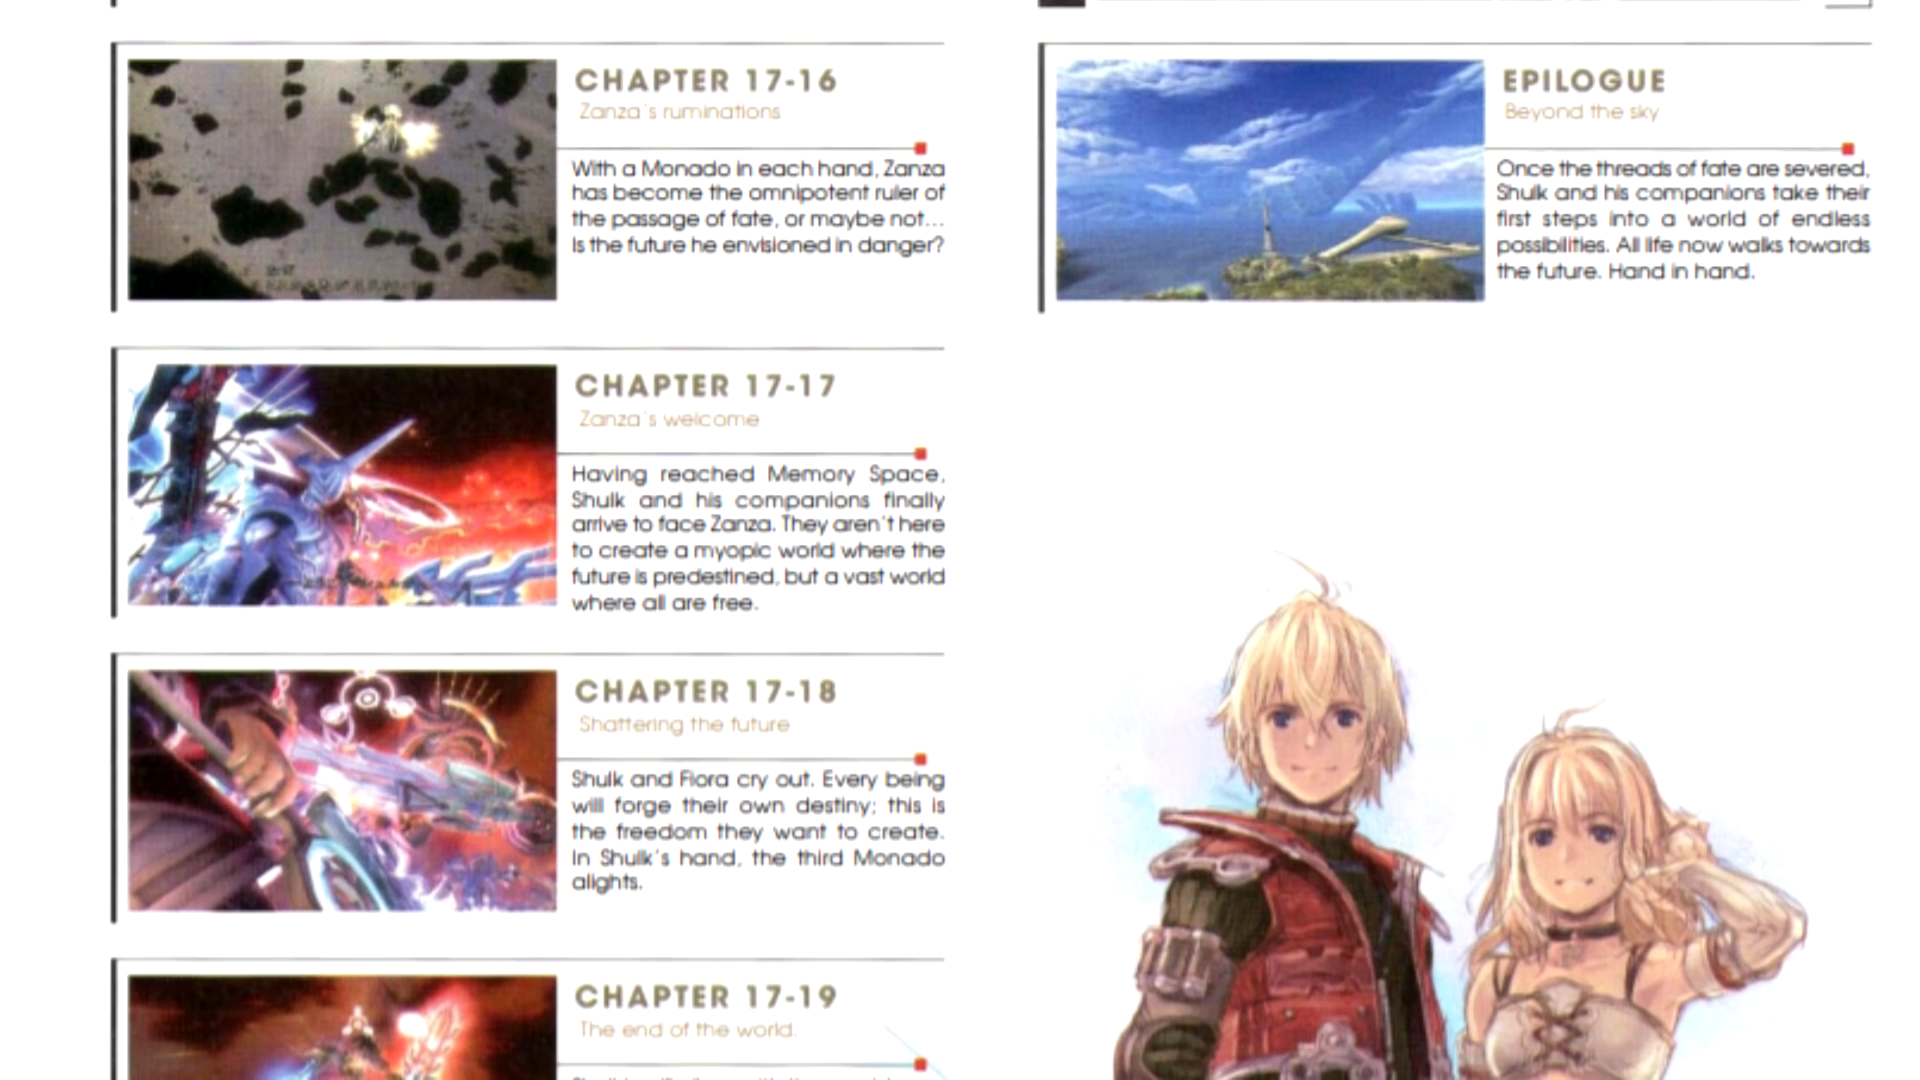 CHAPTER 17-16
Zanza's ruminations
With a Monado in each hand, Zanza
has become the omnipotent ruler of
the passage of fate, or maybe not...
Is the future he envisioned in danger?
CHAPTER 17-17
Zanza's welcome
Having reached Memory Space,
Shulk and his companions finally
arrive to face Zanza. They aren't here
to create a myopic world where the
future is predestined, but a vast world
where all are free.
CHAPTER 17-18
Shattering the future
Shulk and Fiora cry out. Every being
will forge their own destiny; this is
the freedom they want to create.
In Shulk's hand, the third Monado
alights.
CHAPTER 17-19
The end of the world.
EPILOGUE
Beyond the sky
Once the threads of fate are severed,
Shulk and his companions take their
first steps into a world of endless
possibilities. All life now walks towards
the future. Hand in hand.